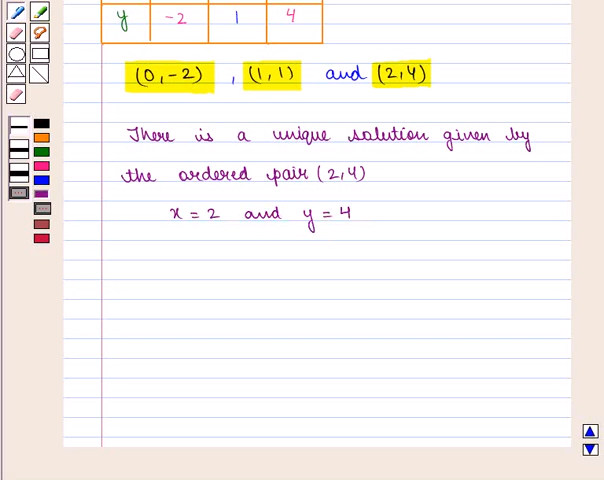 y -2 1 4
(0, -2) , (1, 1) and (2, 4)
There is a unique solution given by
the ordered pair (2, 4)
x = 2 and y = 4